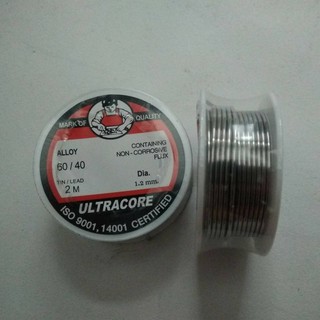 MARK OF QUALITY
ALLOY
60 / 40
TIN / LEAD
2 M
CONTAINING
NON-CORROSIVE
FLUX
Dia.
1.2 mm.
ULTRACORE
ISO 9001, 14001 CERTIFIED